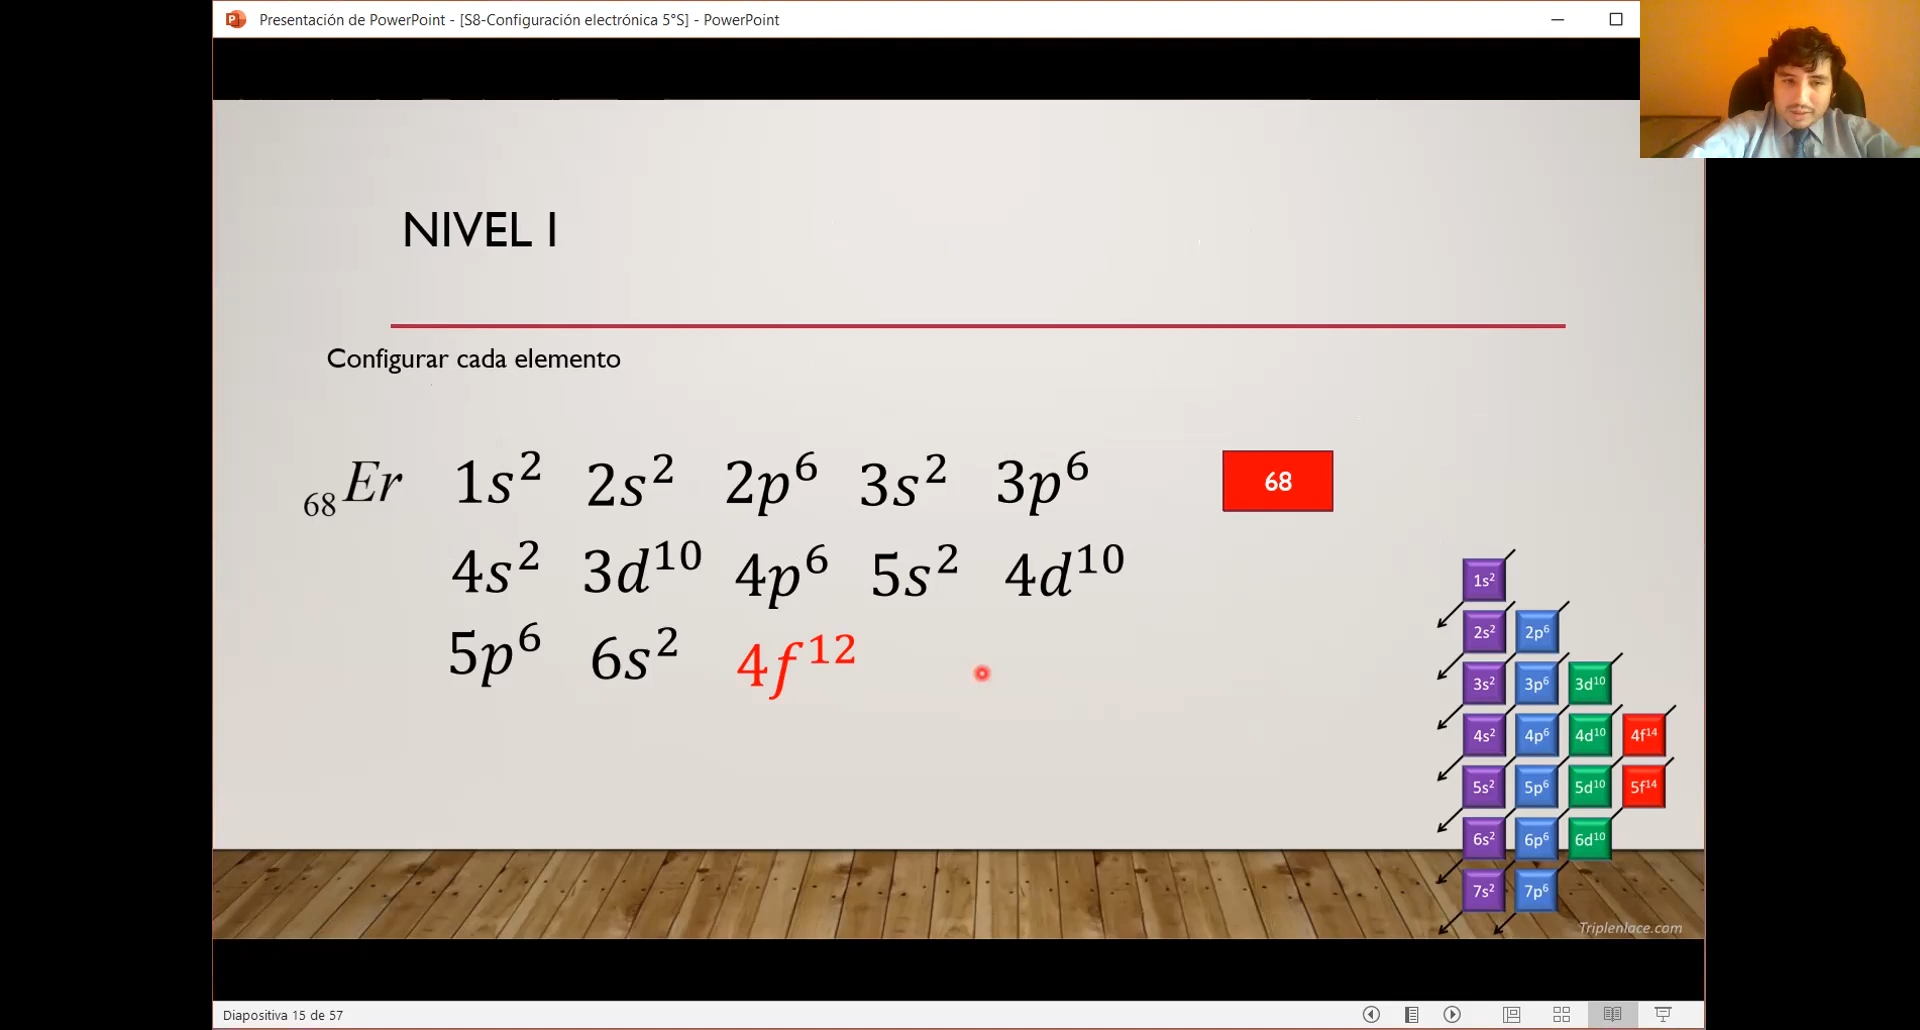 Presentación de PowerPoint - [S8-Configuración electrónica 5°S] - PowerPoint
NIVEL I
Configurar cada elemento
₆₈Er 1s² 2s² 2p⁶ 3s² 3p⁶
68
4s² 3d¹⁰ 4p⁶ 5s² 4d¹⁰
5p⁶ 6s² 4f¹²
1s²
2s² 2p⁶
3s² 3p⁶ 3d¹⁰
4s² 4p⁶ 4d¹⁰ 4f¹⁴
5s² 5p⁶ 5d¹⁰ 5f¹⁴
6s² 6p⁶ 6d¹⁰
7s² 7p⁶
Triplenlace.com
Diapositiva 15 de 57